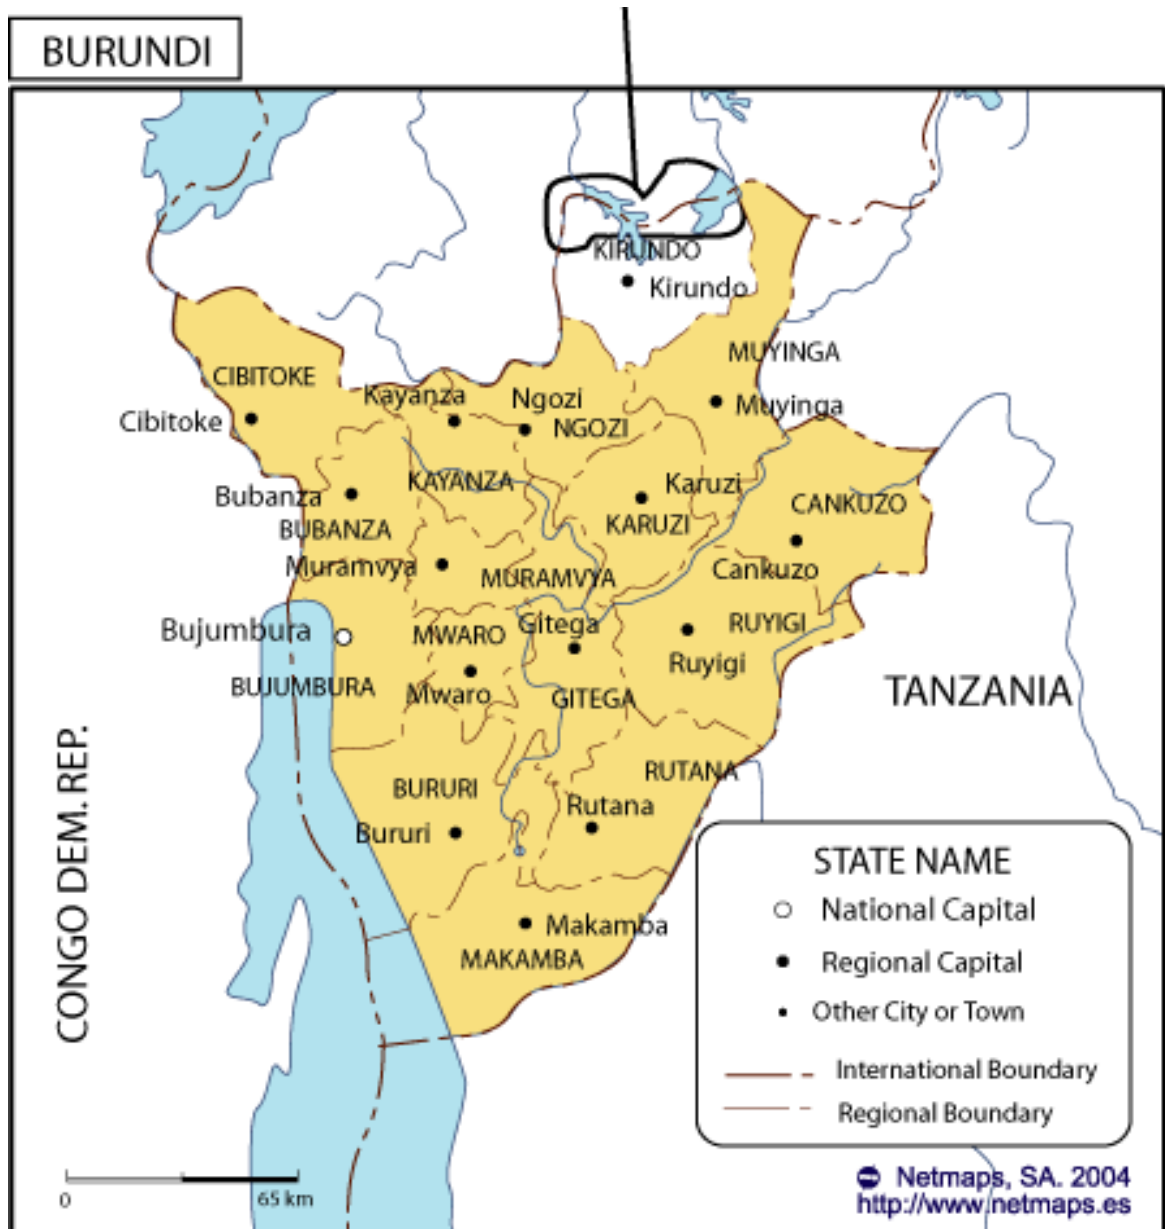 BURUNDI
KIRUNDO
Kirundo
MUYINGA
CIBITOKE
Kayanza
Ngozi
Muyinga
Cibitoke
NGOZI
KAYANZA
Karuzi
Bubanza
CANKUZO
KARUZI
BUBANZA
Muramvya
MURAMVYA
Cankuzo
Bujumbura
MWARO
Gitega
RUYIGI
Ruyigi
BUJUMBURA
Mwaro
GITEGA
TANZANIA
CONGO DEM. REP.
RUTANA
BURURI
Rutana
Bururi
Makamba
MAKAMBA
STATE NAME
National Capital
Regional Capital
Other City or Town
International Boundary
Regional Boundary
0 65 km
Netmaps, SA. 2004
http://www.netmaps.es